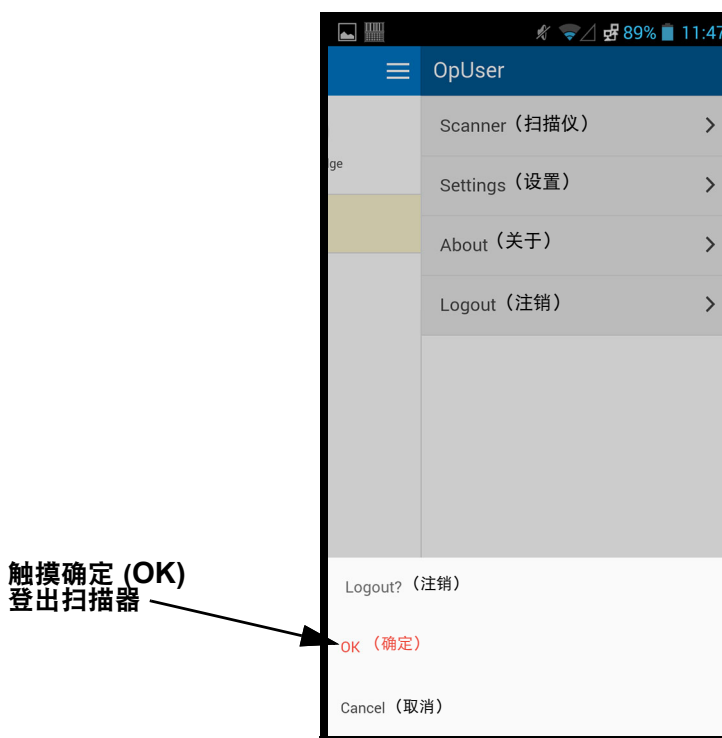 89% 11:47
OpUser
Scanner（扫描仪）
ge
Settings（设置）
About（关于）
Logout（注销）
触摸确定 (OK)
登出扫描器
Logout?（注销）
OK （确定）
Cancel（取消）